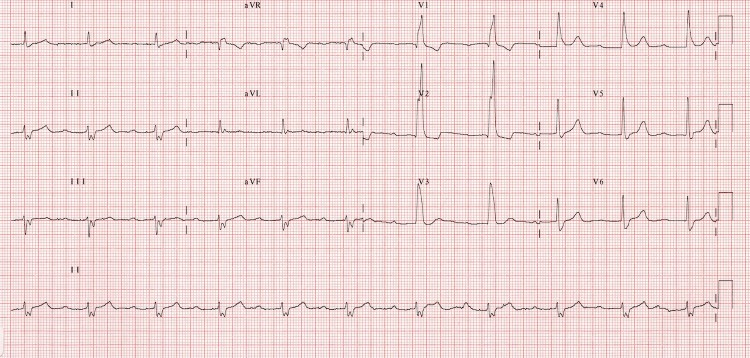 I aVR V1 V4
II aVL V2 V5
III aVF V3 V6
II